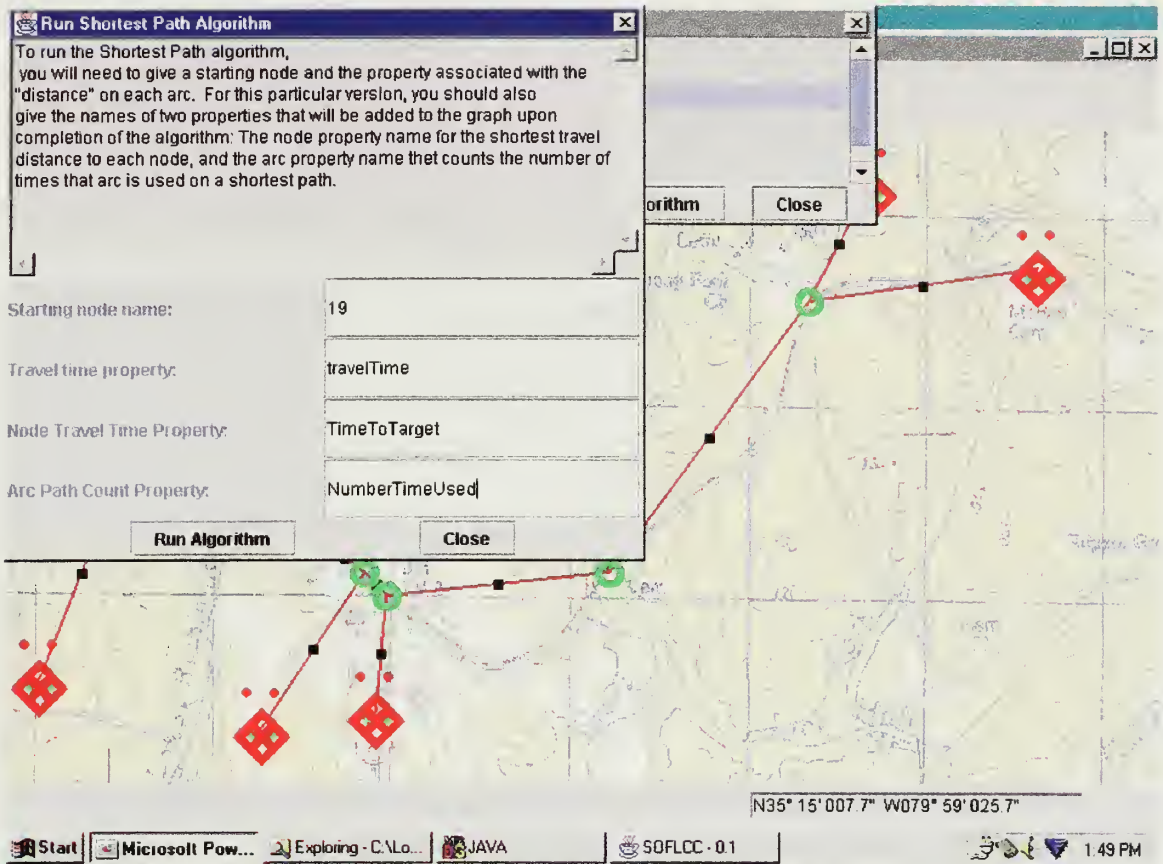 Run Shortest Path Algorithm
To run the Shortest Path algorithm,
you will need to give a starting node and the property associated with the
"distance" on each arc. For this particular version, you should also
give the names of two properties that will be added to the graph upon
completion of the algorithm: The node property name for the shortest travel
distance to each node, and the arc property name thet counts the number of
times that arc is used on a shortest path.
orithm
Close
Starting node name:
19
Travel time property:
travelTime
Node Travel Time Property:
TimeToTarget
Arc Path Count Property:
NumberTimeUsed
Run Algorithm
Close
N35° 15' 007.7" W079° 59' 025.7"
Start
Microsoft Pow...
Exploring - C:\Lo...
JAVA
SOFLCC - 0.1
1:49 PM